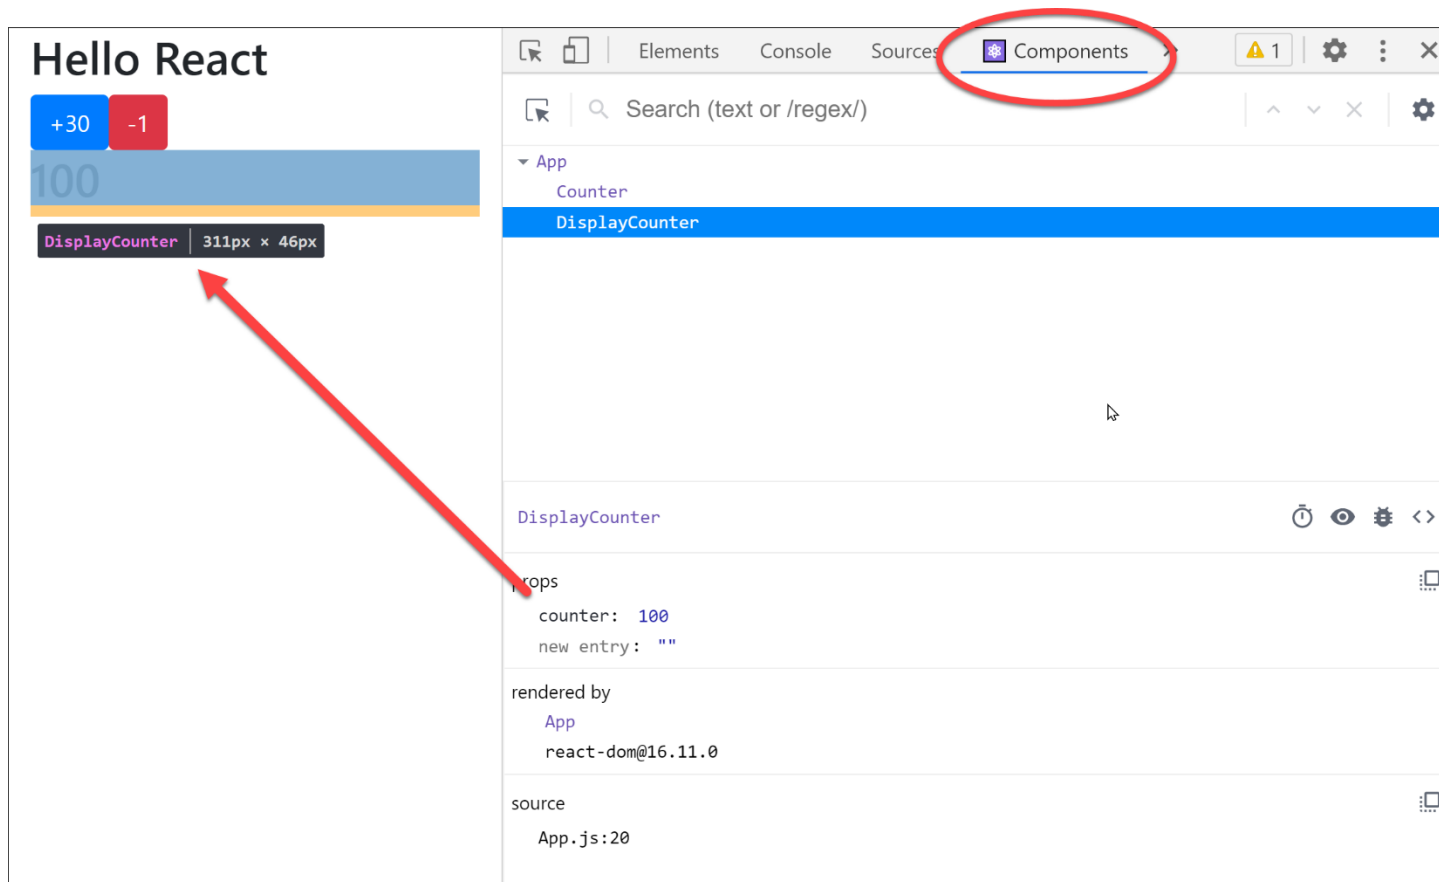 Hello React
+30 -1
100
DisplayCounter 311px × 46px
Elements Console Sources Components » 1
Search (text or /regex/)
App
Counter
DisplayCounter
DisplayCounter
props
counter: 100
new entry: ""
rendered by
App
react-dom@16.11.0
source
App.js:20